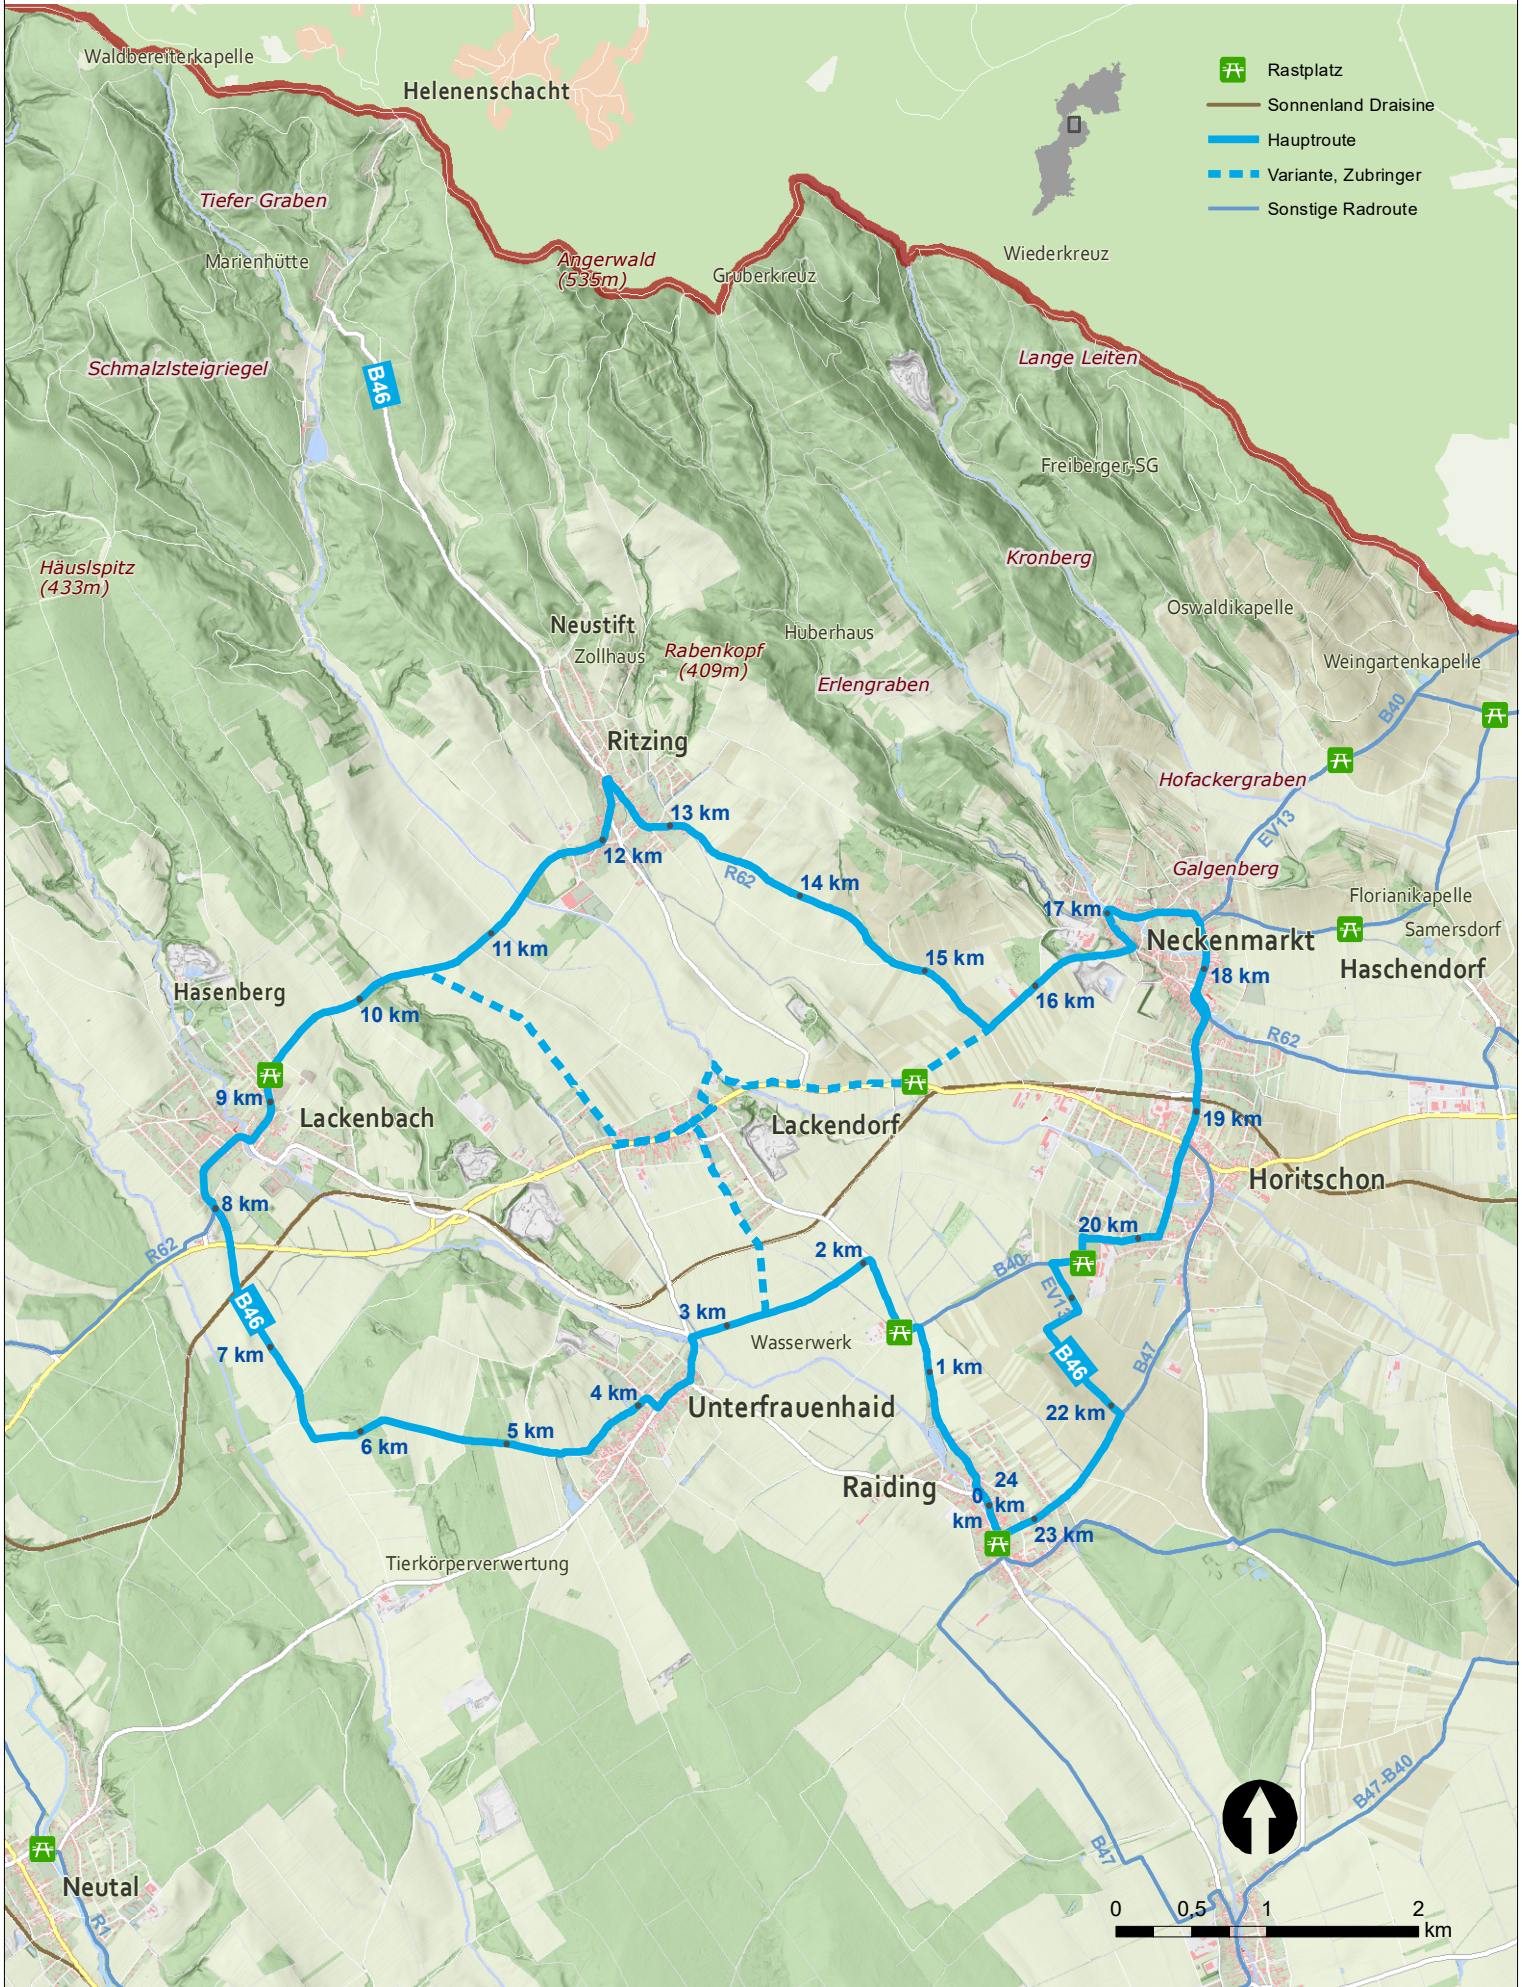 Waldbereiterkapelle
Helenenschacht
Rastplatz
Sonnenland Draisine
Hauptroute
Variante, Zubringer
Sonstige Radroute
Tiefer Graben
Marienhütte
Angerwald
(535m)
Gruberkreuz
Wiederkreuz
Schmalzlsteigriegel
B46
Lange Leiten
Freiberger-SG
Kronberg
Häuslspitz
(433m)
Oswaldikapelle
Neustift
Zollhaus
Rabenkopf
(409m)
Huberhaus
Erlengraben
Weingartenkapelle
B40
Ritzing
Hofackergraben
EV13
13 km
12 km
R62
14 km
Galgenberg
Florianikapelle
Samersdorf
17 km
Neckenmarkt
Haschendorf
11 km
15 km
18 km
Hasenberg
10 km
16 km
R62
9 km
Lackenbach
Lackendorf
19 km
Horitschon
8 km
R62
20 km
2 km
B40
EV13
B46
3 km
Wasserwerk
7 km
B46
B47
1 km
4 km
Unterfrauenhaid
22 km
5 km
6 km
Raiding
24
km
0
km
23 km
Tierkörperverwertung
B47-B40
B47
Neutal
R1
0 0,5 1 2
km